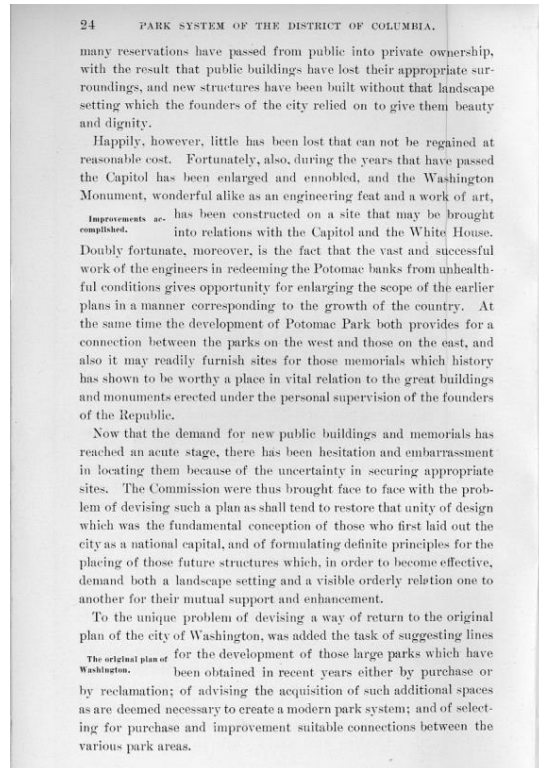 24 PARK SYSTEM OF THE DISTRICT OF COLUMBIA.
many reservations have passed from public into private ownership,
with the result that public buildings have lost their appropriate sur-
roundings, and new structures have been built without that landscape
setting which the founders of the city relied on to give them beauty
and dignity.
Happily, however, little has been lost that can not be regained at
reasonable cost. Fortunately, also, during the years that have passed
the Capitol has been enlarged and ennobled, and the Washington
Monument, wonderful alike as an engineering feat and a work of art,
Improvements ac-
complished.
has been constructed on a site that may be brought
into relations with the Capitol and the White House.
Doubly fortunate, moreover, is the fact that the vast and successful
work of the engineers in redeeming the Potomac banks from unhealth-
ful conditions gives opportunity for enlarging the scope of the earlier
plans in a manner corresponding to the growth of the country. At
the same time the development of Potomac Park both provides for a
connection between the parks on the west and those on the east, and
also it may readily furnish sites for those memorials which history
has shown to be worthy a place in vital relation to the great buildings
and monuments erected under the personal supervision of the founders
of the Republic.
Now that the demand for new public buildings and memorials has
reached an acute stage, there has been hesitation and embarrassment
in locating them because of the uncertainty in securing appropriate
sites. The Commission were thus brought face to face with the prob-
lem of devising such a plan as shall tend to restore that unity of design
which was the fundamental conception of those who first laid out the
city as a national capital, and of formulating definite principles for the
placing of those future structures which, in order to become effective,
demand both a landscape setting and a visible orderly relation one to
another for their mutual support and enhancement.
To the unique problem of devising a way of return to the original
plan of the city of Washington, was added the task of suggesting lines
The original plan of
Washington.
for the development of those large parks which have
been obtained in recent years either by purchase or
by reclamation; of advising the acquisition of such additional spaces
as are deemed necessary to create a modern park system; and of select-
ing for purchase and improvement suitable connections between the
various park areas.